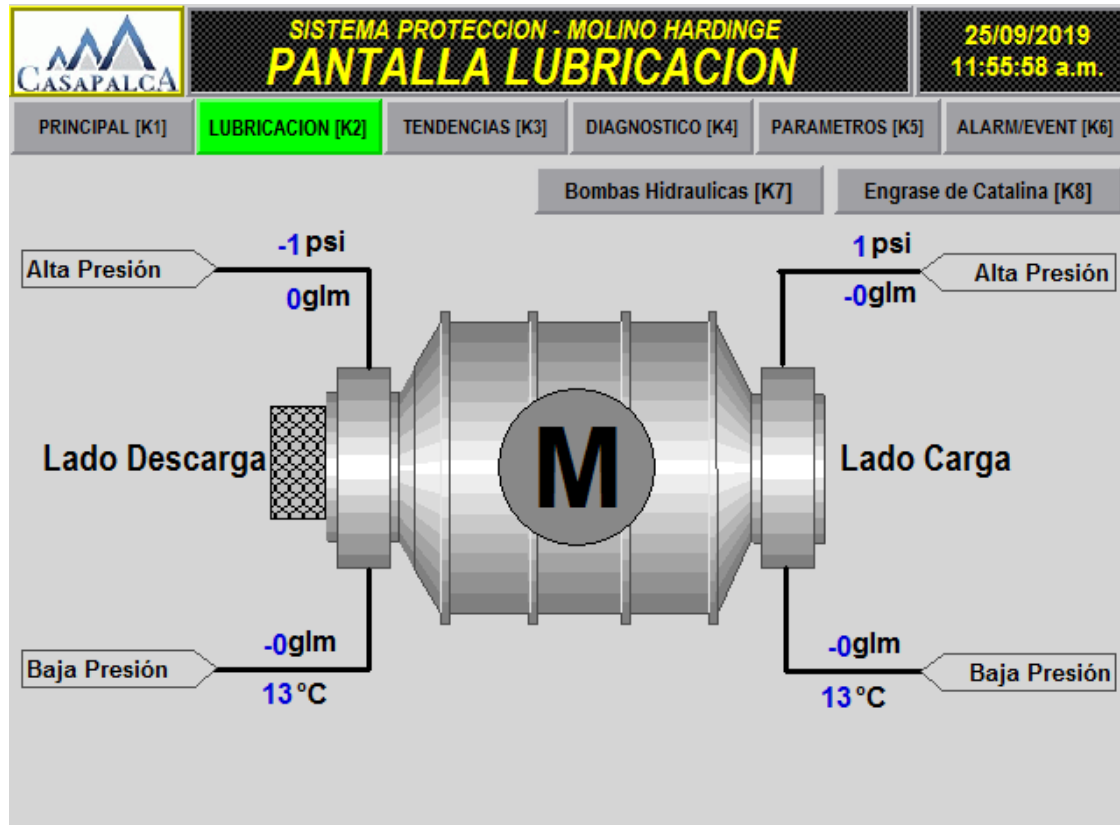 CASAPALCA
SISTEMA PROTECCION - MOLINO HARDINGE
PANTALLA LUBRICACION
25/09/2019
11:55:58 a.m.
PRINCIPAL [K1]
LUBRICACION [K2]
TENDENCIAS [K3]
DIAGNOSTICO [K4]
PARAMETROS [K5]
ALARM/EVENT [K6]
Bombas Hidraulicas [K7]
Engrase de Catalina [K8]
-1 psi
Alta Presión
0glm
1 psi
Alta Presión
-0glm
Lado Descarga
M
Lado Carga
-0glm
Baja Presión
13 °C
-0glm
Baja Presión
13 °C